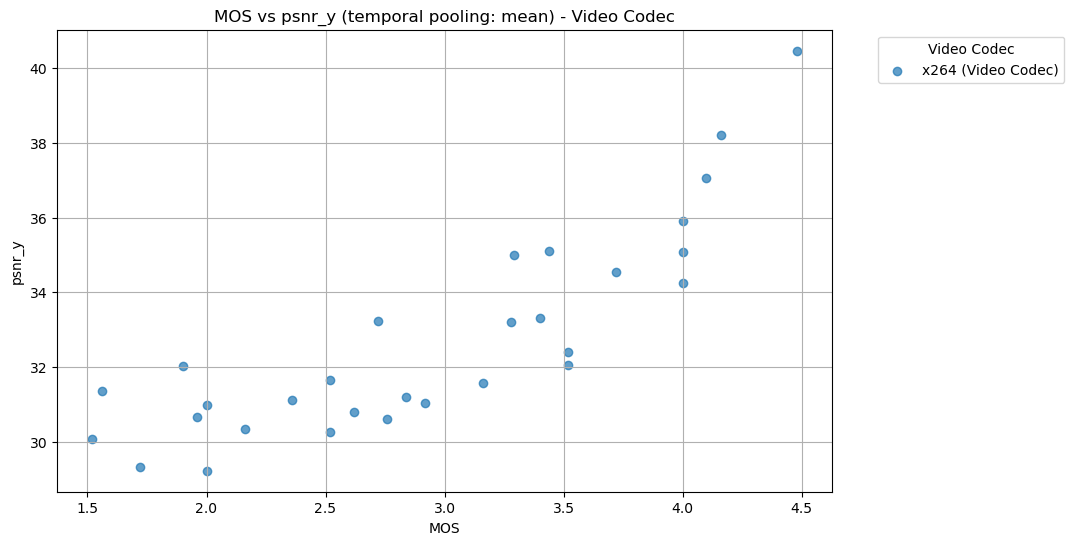 MOS vs psnr_y (temporal pooling: mean) - Video Codec
Video Codec
x264 (Video Codec)
psnr_y
40
38
36
34
32
30
1.5 2.0 2.5 3.0 3.5 4.0 4.5
MOS